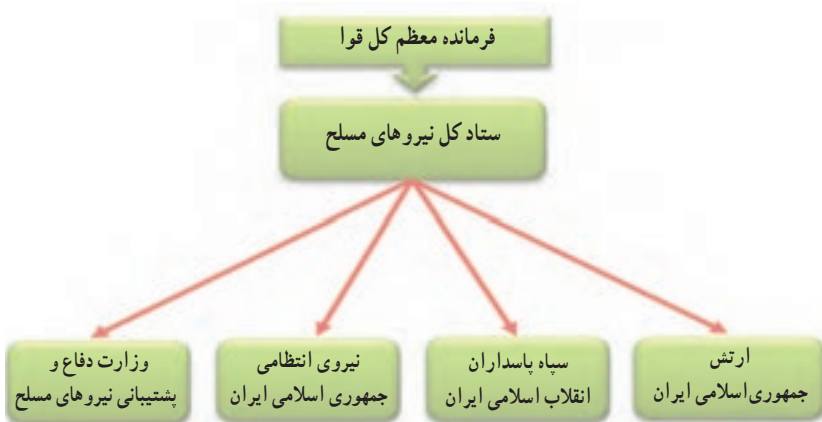 فرمانده معظم کل قوا
ستاد کل نیروهای مسلح
ارتش
جمهوری اسلامی ایران
سپاه پاسداران
انقلاب اسلامی ایران
نیروی انتظامی
جمهوری اسلامی ایران
وزارت دفاع و
پشتیبانی نیروهای مسلح